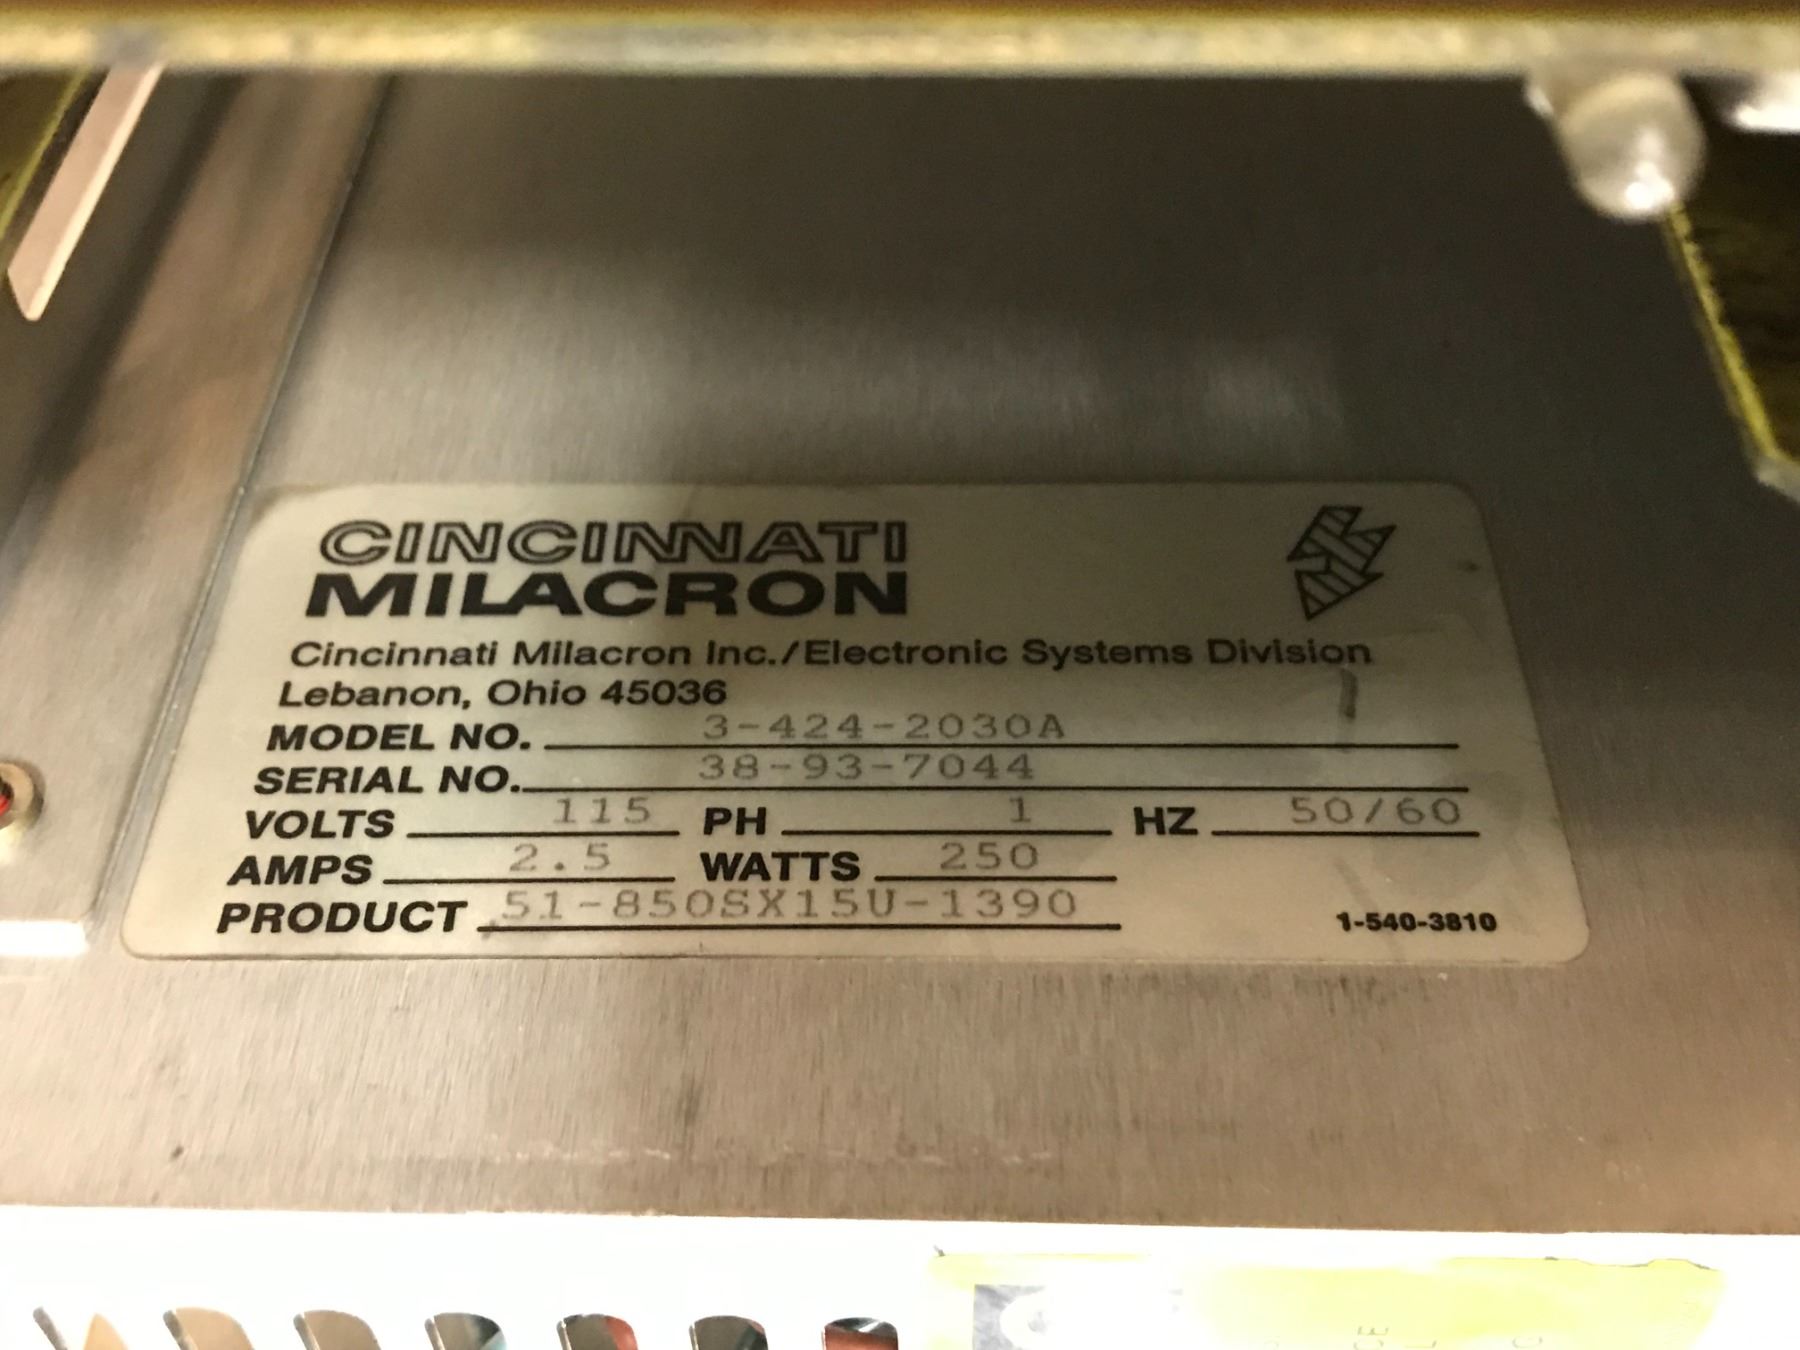 CINCINNATI
MILACRON
Cincinnati Milacron Inc./Electronic Systems Division
Lebanon, Ohio 45036
MODEL NO. 3-424-2030A
SERIAL NO. 38-93-7044
VOLTS 115 PH 1 HZ 50/60
AMPS 2.5 WATTS 250
PRODUCT 51-850SX15U-1390
1-540-3810